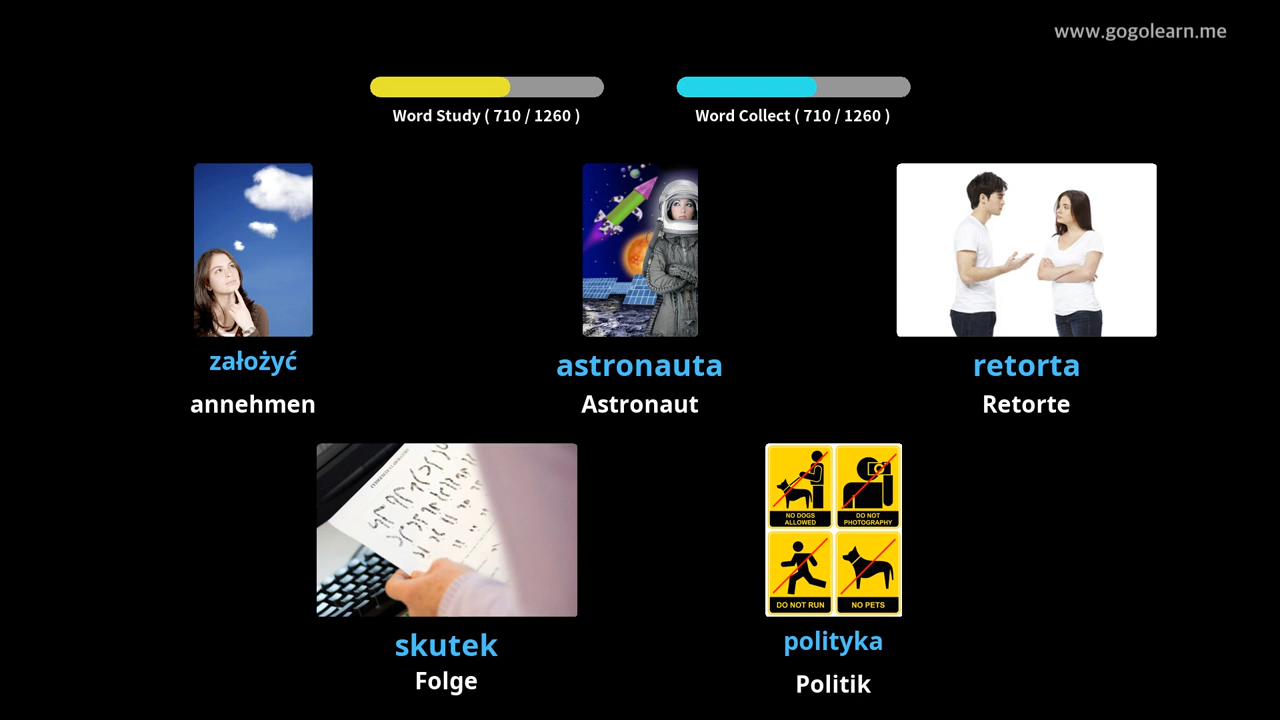 www.gogolearn.me
Word Study ( 710 / 1260 )
Word Collect ( 710 / 1260 )
założyć
annehmen
astronauta
Astronaut
retorta
Retorte
NO DOGS
ALLOWED
DO NOT
PHOTOGRAPHY
DO NOT RUN
NO PETS
skutek
Folge
polityka
Politik